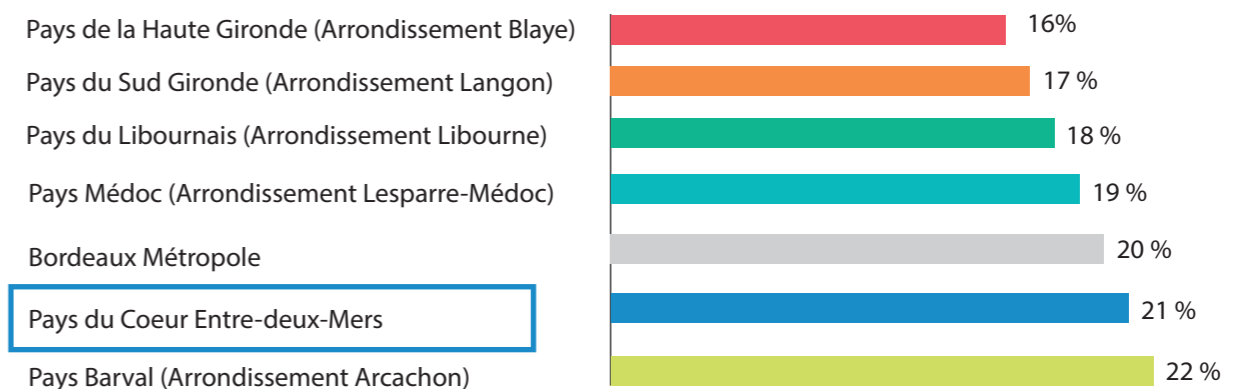 Pays de la Haute Gironde (Arrondissement Blaye) 16%
Pays du Sud Gironde (Arrondissement Langon) 17 %
Pays du Libournais (Arrondissement Libourne) 18 %
Pays Médoc (Arrondissement Lesparre-Médoc) 19 %
Bordeaux Métropole 20 %
Pays du Coeur Entre-deux-Mers 21 %
Pays Barval (Arrondissement Arcachon) 22 %